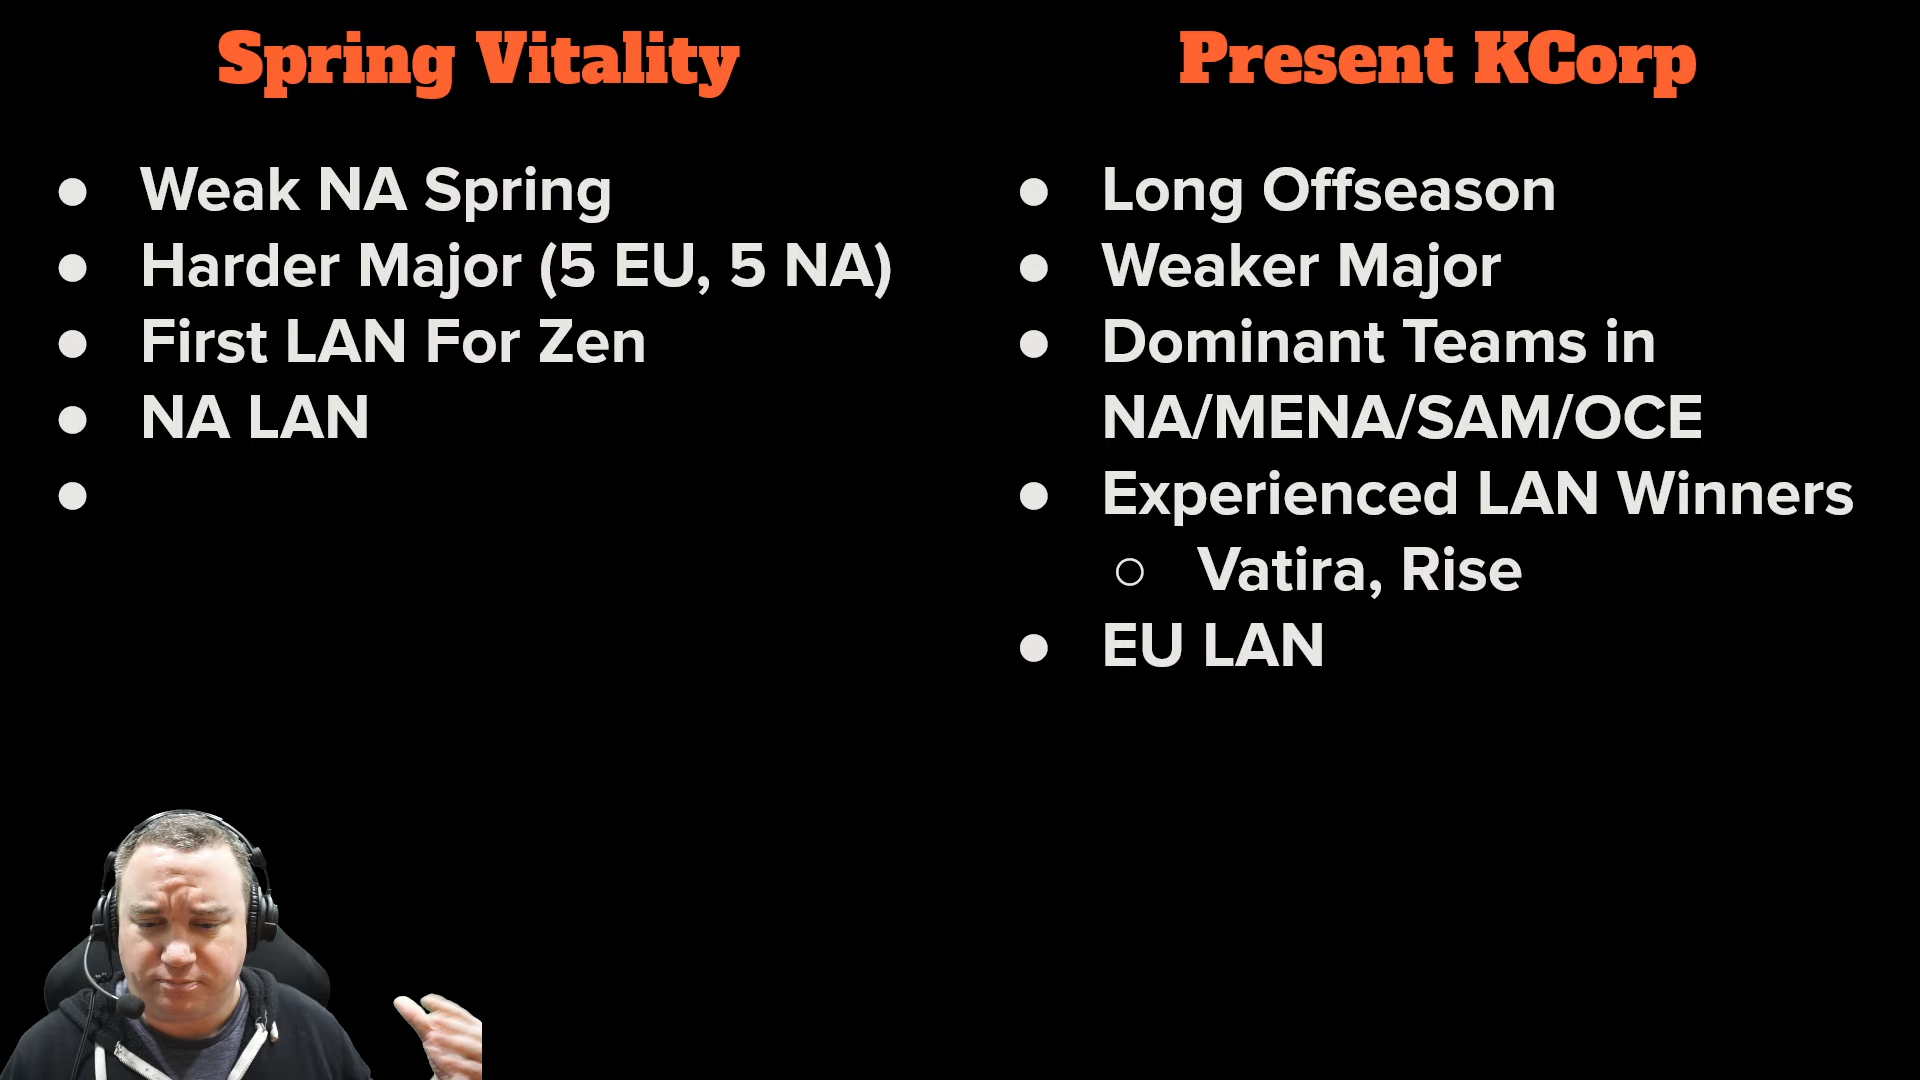 Spring Vitality
● Weak NA Spring
● Harder Major (5 EU, 5 NA)
● First LAN For Zen
● NA LAN
●
Present KCorp
● Long Offseason
● Weaker Major
● Dominant Teams in
NA/MENA/SAM/OCE
● Experienced LAN Winners
○ Vatira, Rise
● EU LAN